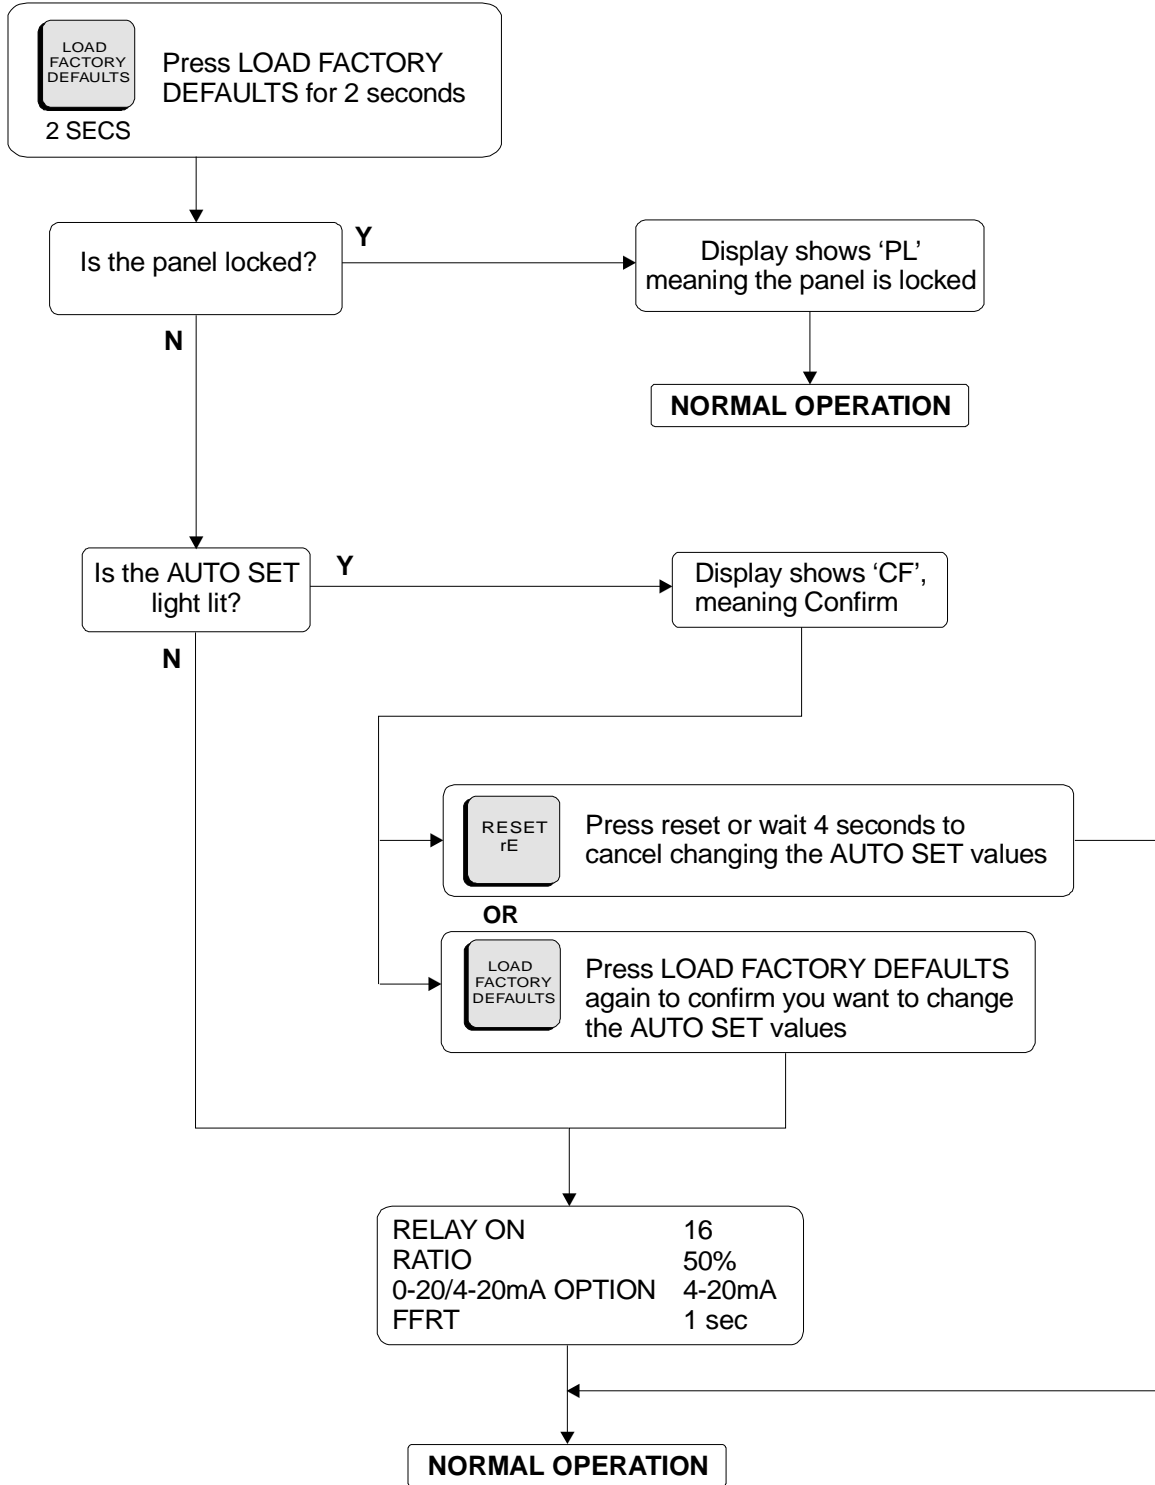 LOAD
FACTORY
DEFAULTS
2 SECS
Press LOAD FACTORY
DEFAULTS for 2 seconds
Is the panel locked?
Y
Display shows ‘PL’
meaning the panel is locked
N
NORMAL OPERATION
Is the AUTO SET
light lit?
Y
Display shows ‘CF’,
meaning Confirm
N
RESET
rE
Press reset or wait 4 seconds to
cancel changing the AUTO SET values
OR
LOAD
FACTORY
DEFAULTS
Press LOAD FACTORY DEFAULTS
again to confirm you want to change
the AUTO SET values
RELAY ON 16
RATIO 50%
0-20/4-20mA OPTION 4-20mA
FFRT 1 sec
NORMAL OPERATION